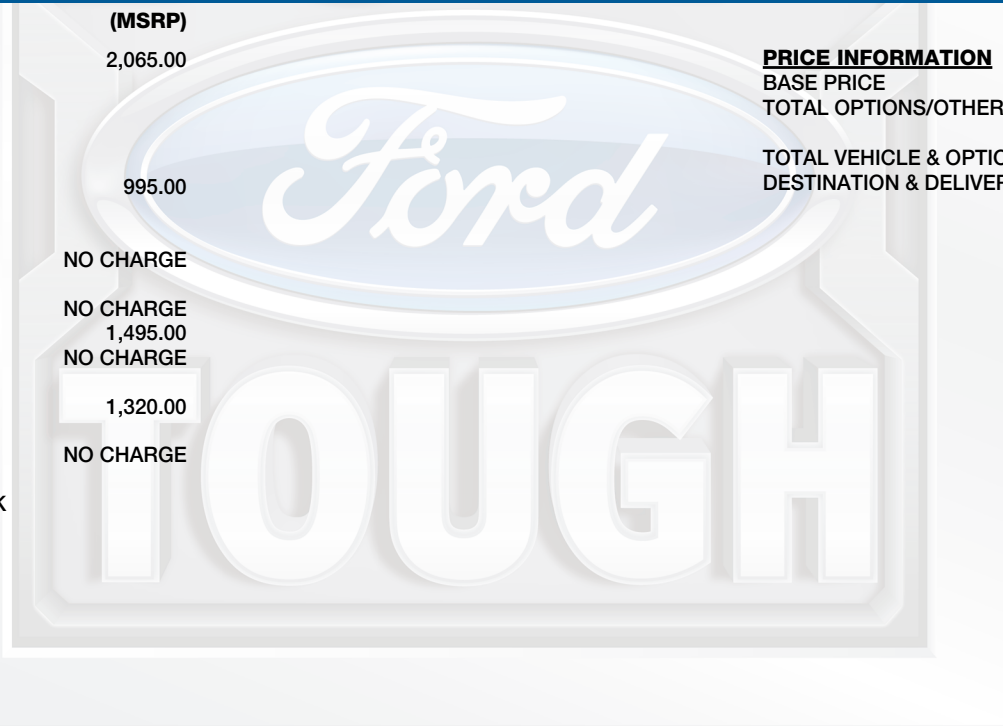 (MSRP)
2,065.00
995.00
NO CHARGE
NO CHARGE
1,495.00
NO CHARGE
1,320.00
NO CHARGE
K
PRICE INFORMATION
BASE PRICE
TOTAL OPTIONS/OTHER
TOTAL VEHICLE & OPTIO
DESTINATION & DELIVER
Ford
TOUGH